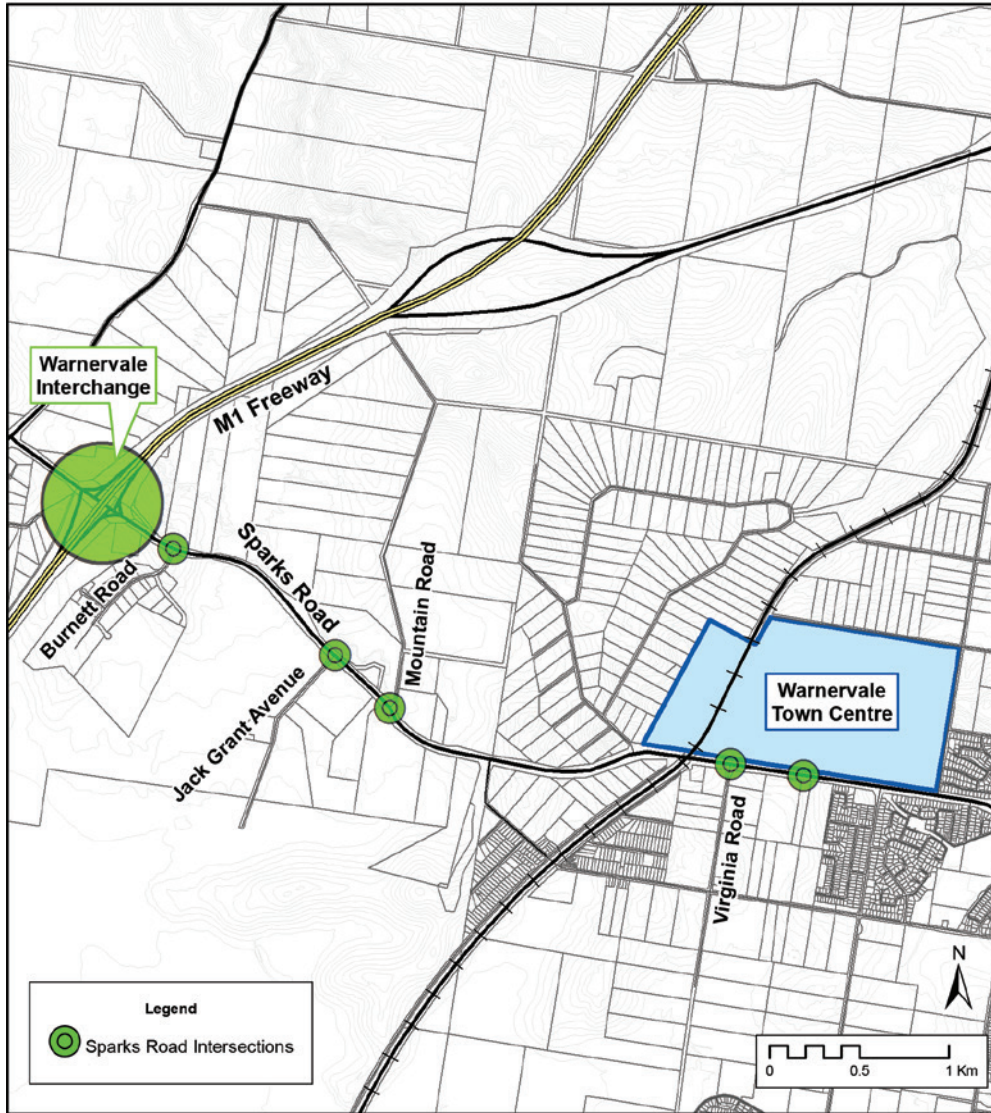 Warnervale
Interchange
M1 Freeway
Sparks Road
Burnett Road
Mountain Road
Jack Grant Avenue
Warnervale
Town Centre
Virginia Road
N
Legend
Sparks Road Intersections
0 0.5 1 Km